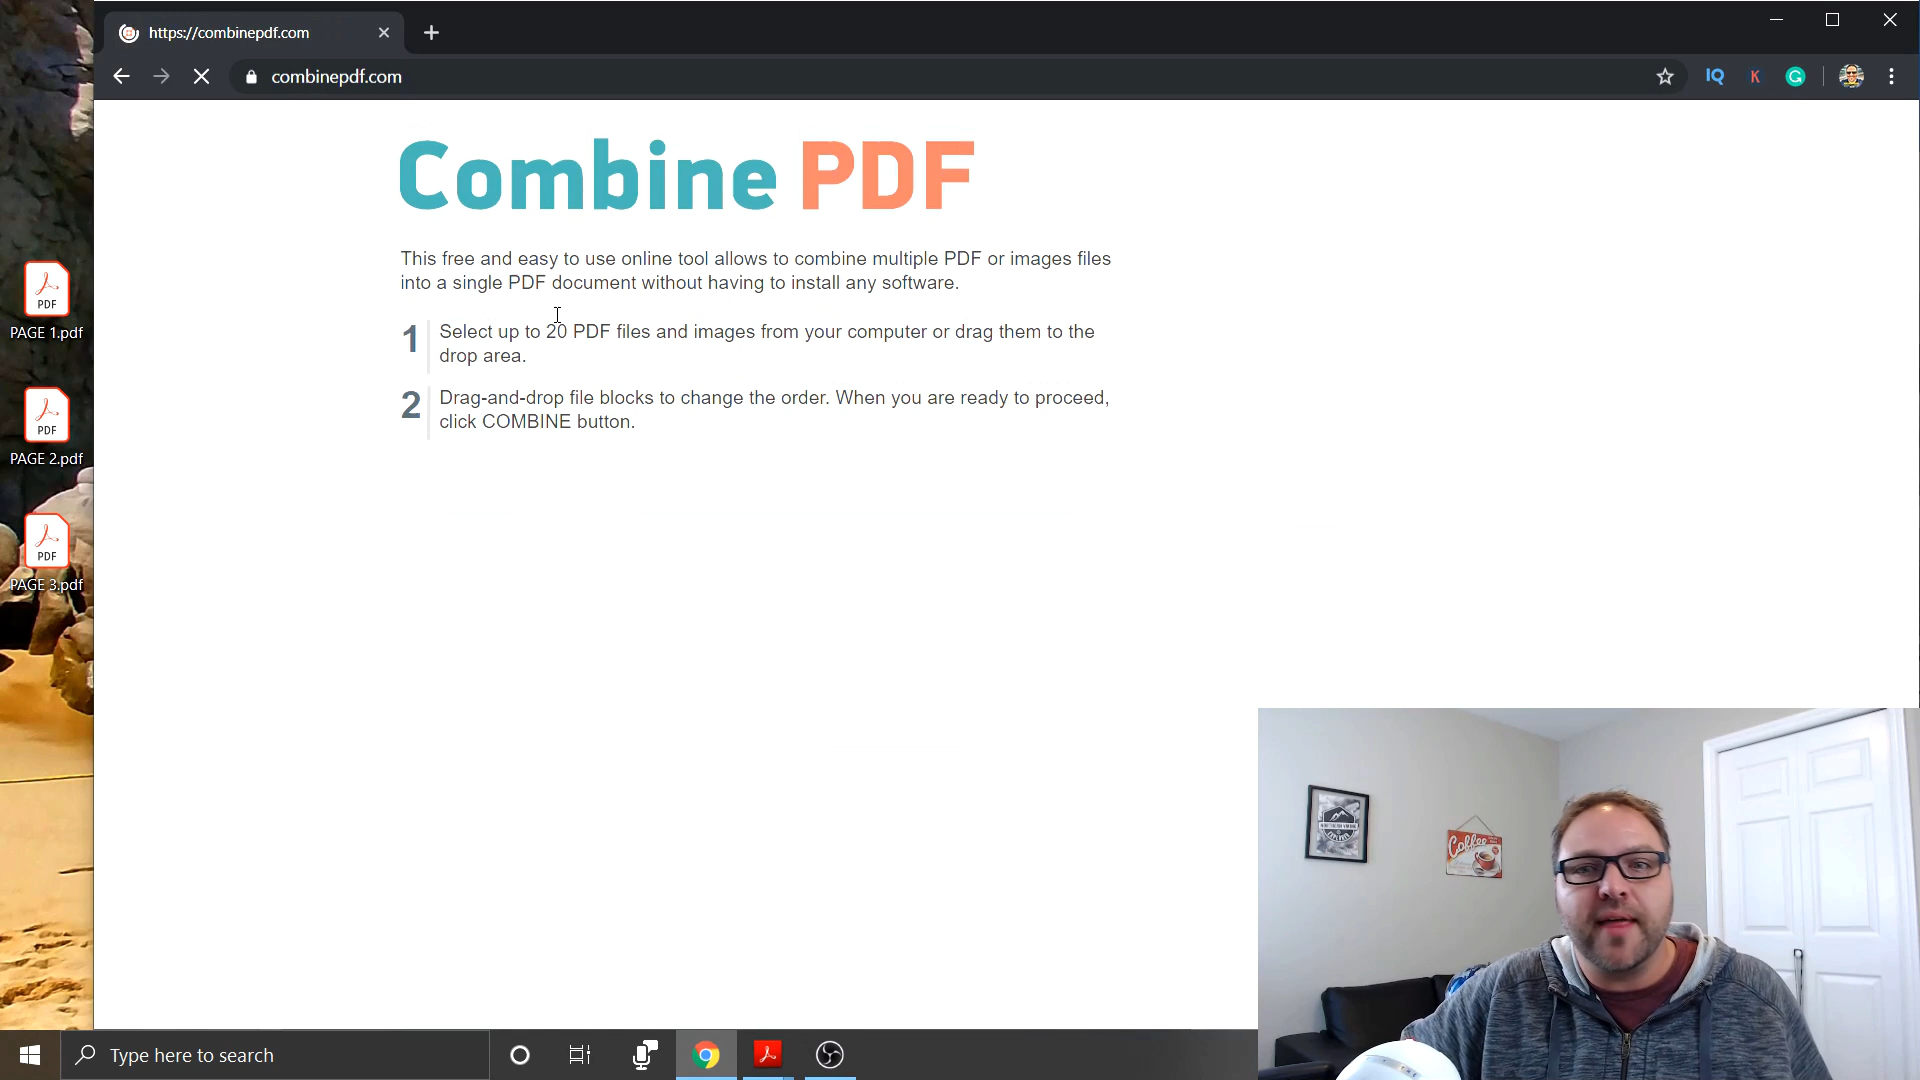 https://combinepdf.com
combinepdf.com
IQ
K
G
Combine PDF
This free and easy to use online tool allows to combine multiple PDF or images files
into a single PDF document without having to install any software.
1
Select up to 20 PDF files and images from your computer or drag them to the
drop area.
2
Drag-and-drop file blocks to change the order. When you are ready to proceed,
click COMBINE button.
PDF
PAGE 1.pdf
PDF
PAGE 2.pdf
PDF
PAGE 3.pdf
Coffee
Type here to search